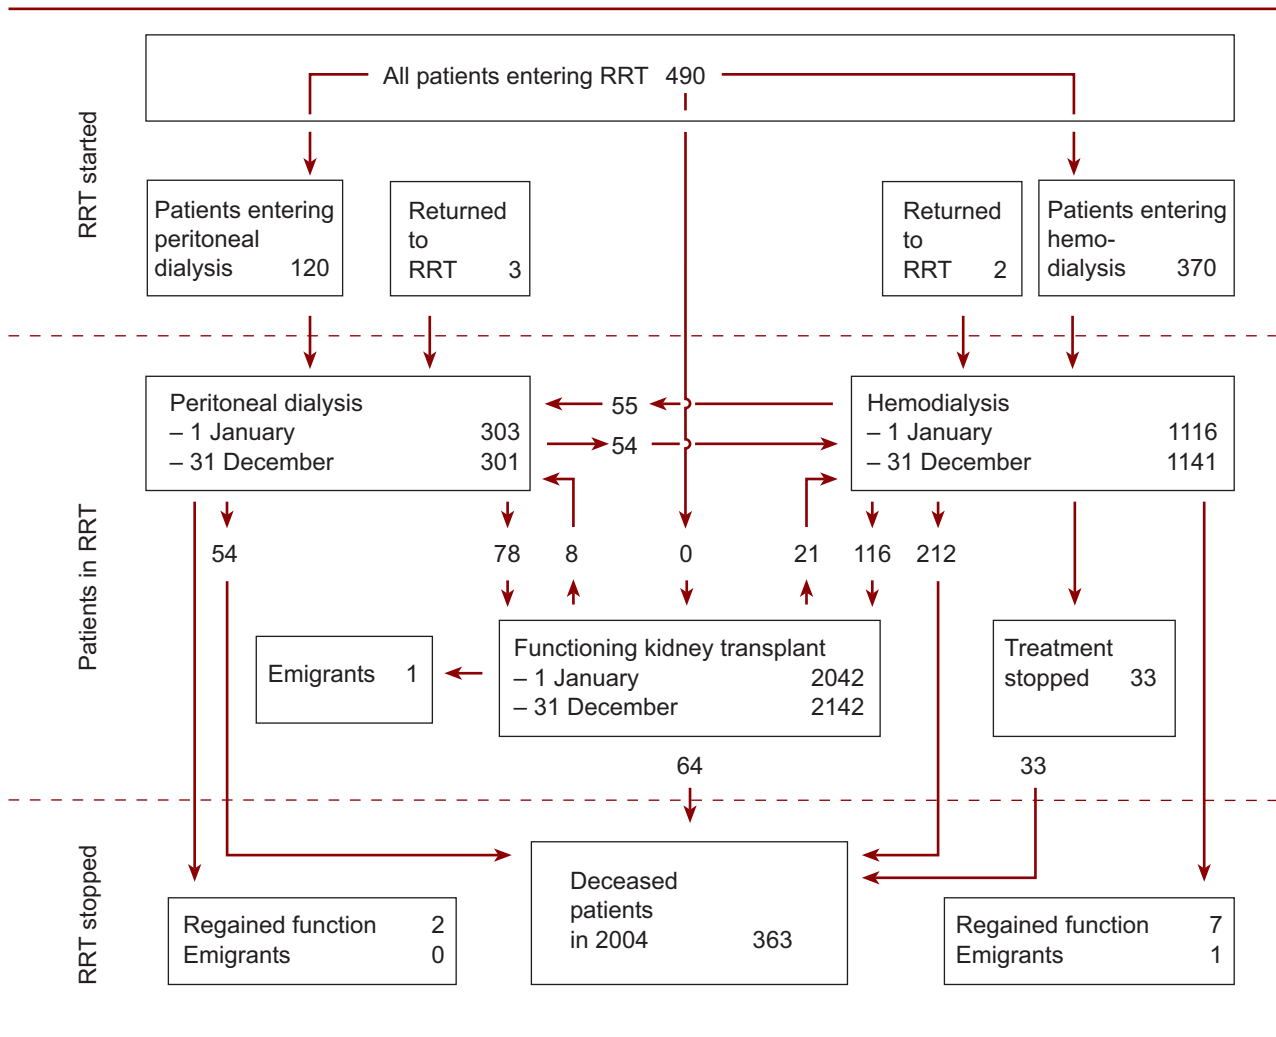 All patients entering RRT 490
RRT started
Patients entering
peritoneal
dialysis 120
Returned
to
RRT 3
Returned
to
RRT 2
Patients entering
hemo-
dialysis 370
Patients in RRT
Peritoneal dialysis
– 1 January 303
– 31 December 301
55
54
Hemodialysis
– 1 January 1116
– 31 December 1141
54
78
8
0
21
116
212
Emigrants 1
Functioning kidney transplant
– 1 January 2042
– 31 December 2142
Treatment
stopped 33
64
33
RRT stopped
Regained function 2
Emigrants 0
Deceased
patients
in 2004 363
Regained function 7
Emigrants 1